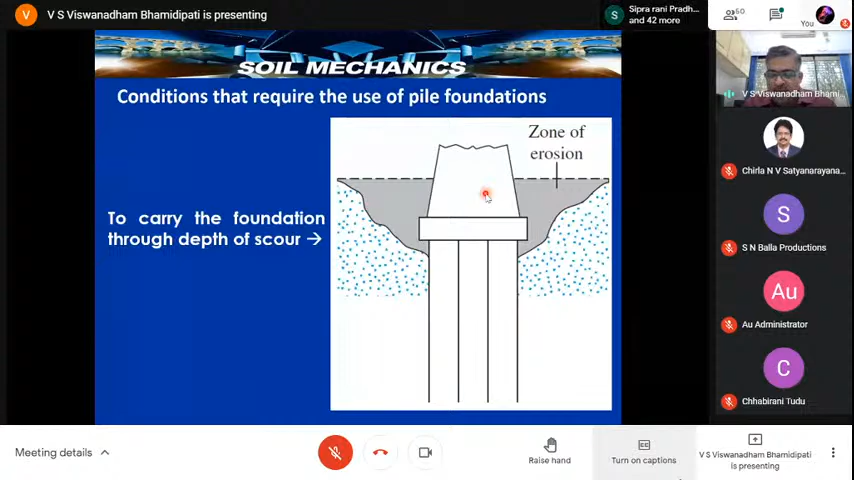 V
V S Viswanadham Bhamidipati is presenting
S
Sipra rani Pradh...
and 42 more
50
You
SOIL MECHANICS
Conditions that require the use of pile foundations
Zone of
erosion
To carry the foundation
through depth of scour →
V S Viswanadham Bhami...
Chirla N V Satyanarayana...
S
S N Balla Productions
Au
Au Administrator
C
Chhabirani Tudu
Meeting details
Raise hand
Turn on captions
V S Viswanadham Bhamidipati
is presenting